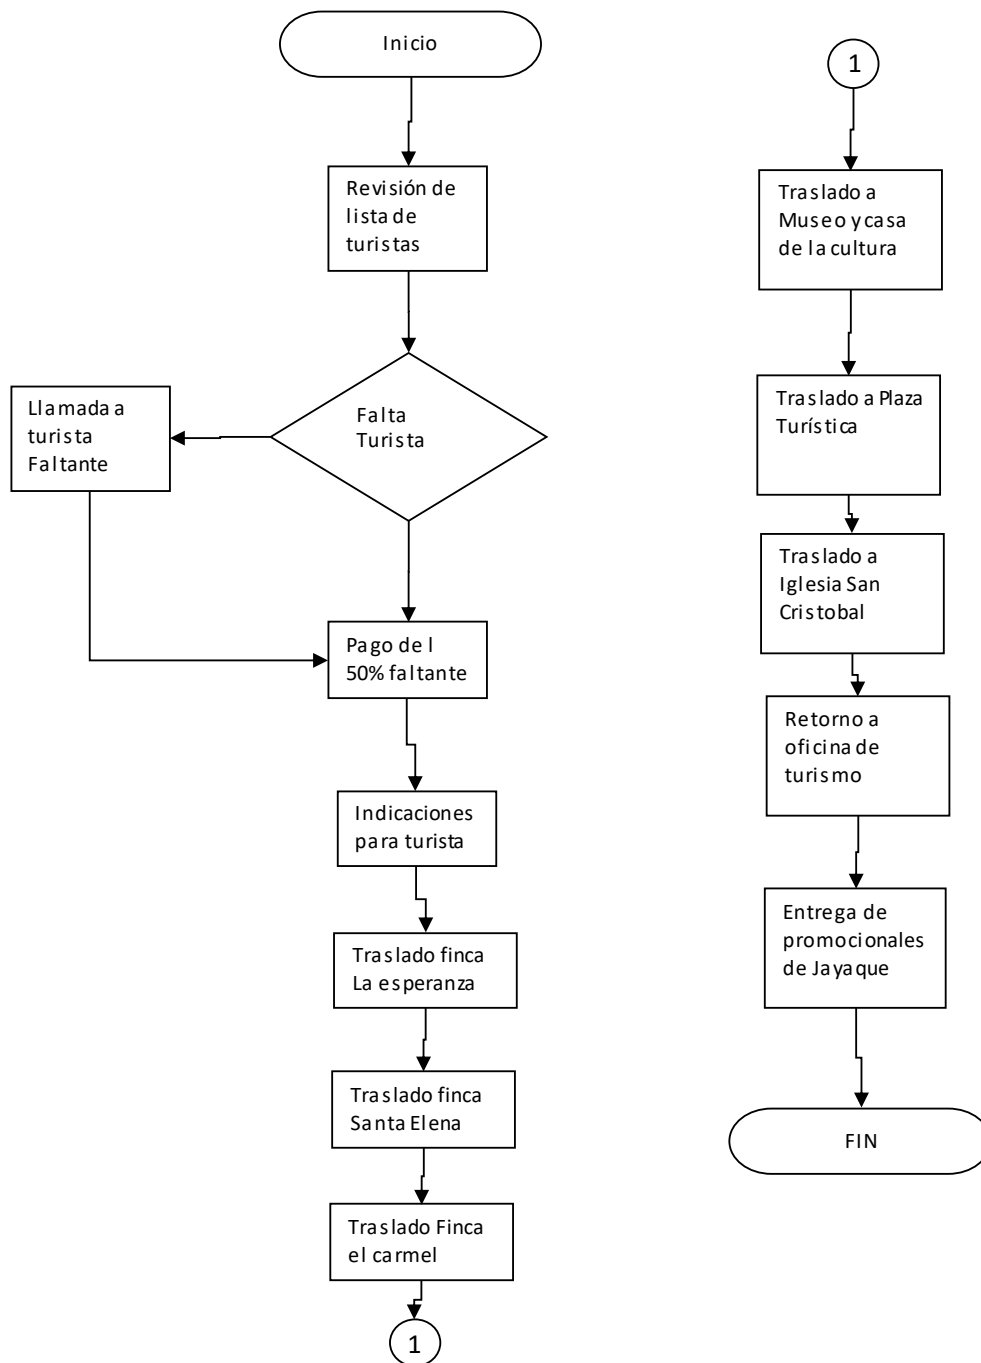 Inicio
Revisión de
lista de
turistas
Falta
Turista
Llamada a
turista
Faltante
Pago de l
50% faltante
Indicaciones
para turista
Traslado finca
La esperanza
Traslado finca
Santa Elena
Traslado Finca
el carmel
1
1
Traslado a
Museo y casa
de la cultura
Traslado a Plaza
Turística
Traslado a
Iglesia San
Cristobal
Retorno a
oficina de
turismo
Entrega de
promocionales
de Jayaque
FIN